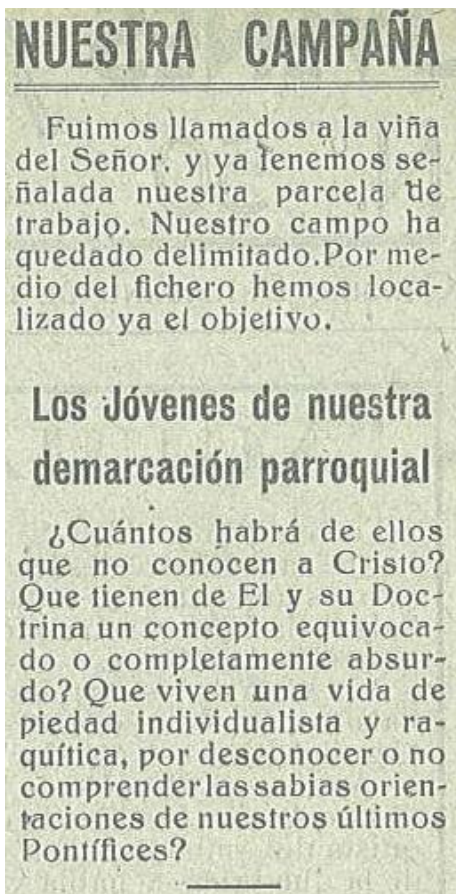 NUESTRA CAMPAÑA
Fuimos llamados a la viña
del Señor, y ya tenemos se-
ñalada nuestra parcela de
trabajo. Nuestro campo ha
quedado delimitado.Por me-
dio del fichero hemos loca-
lizado ya el objetivo.
Los Jóvenes de nuestra
demarcación parroquial
¿Cuántos habrá de ellos
que no conocen a Cristo?
Que tienen de El y su Doc-
trina un concepto equivoca-
do o completamente absur-
do? Que viven una vida de
piedad individualista y ra-
quítica, por desconocer o no
comprender las sabias orien-
taciones de nuestros últimos
Pontífices?